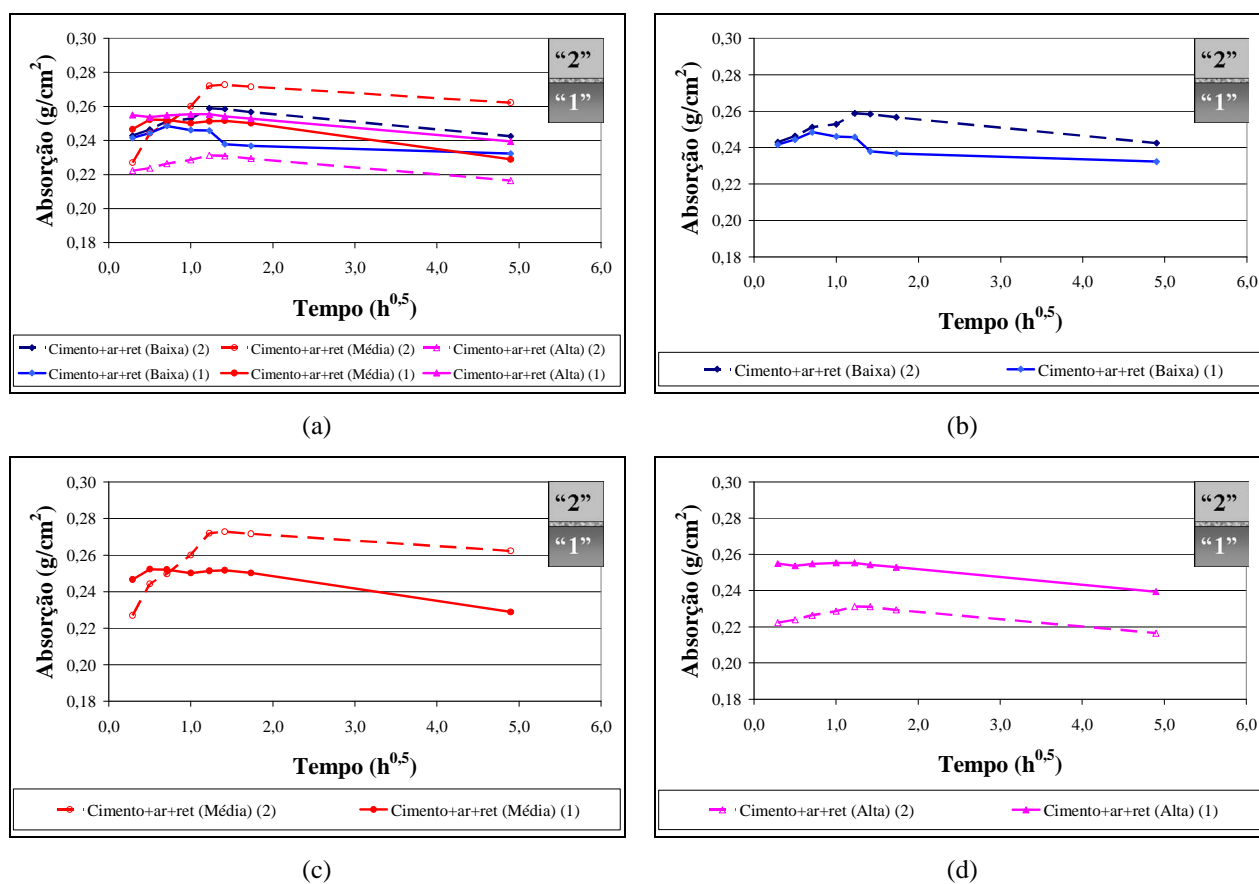 0,30
0,28
0,26
0,24
0,22
0,20
0,18
Absorção (g/cm²)
0,0 1,0 2,0 3,0 4,0 5,0 6,0
Tempo (h^0,5)
“2”
“1”
Cimento+ar+ret (Baixa) (2) Cimento+ar+ret (Média) (2) Cimento+ar+ret (Alta) (2)
Cimento+ar+ret (Baixa) (1) Cimento+ar+ret (Média) (1) Cimento+ar+ret (Alta) (1)
(a)
0,30
0,28
0,26
0,24
0,22
0,20
0,18
Absorção (g/cm²)
0,0 1,0 2,0 3,0 4,0 5,0 6,0
Tempo (h^0,5)
“2”
“1”
Cimento+ar+ret (Baixa) (2) Cimento+ar+ret (Baixa) (1)
(b)
0,30
0,28
0,26
0,24
0,22
0,20
0,18
Absorção (g/cm²)
0,0 1,0 2,0 3,0 4,0 5,0 6,0
Tempo (h^0,5)
“2”
“1”
Cimento+ar+ret (Média) (2) Cimento+ar+ret (Média) (1)
(c)
0,30
0,28
0,26
0,24
0,22
0,20
0,18
Absorção (g/cm²)
0,0 1,0 2,0 3,0 4,0 5,0 6,0
Tempo (h^0,5)
“2”
“1”
Cimento+ar+ret (Alta) (2) Cimento+ar+ret (Alta) (1)
(d)